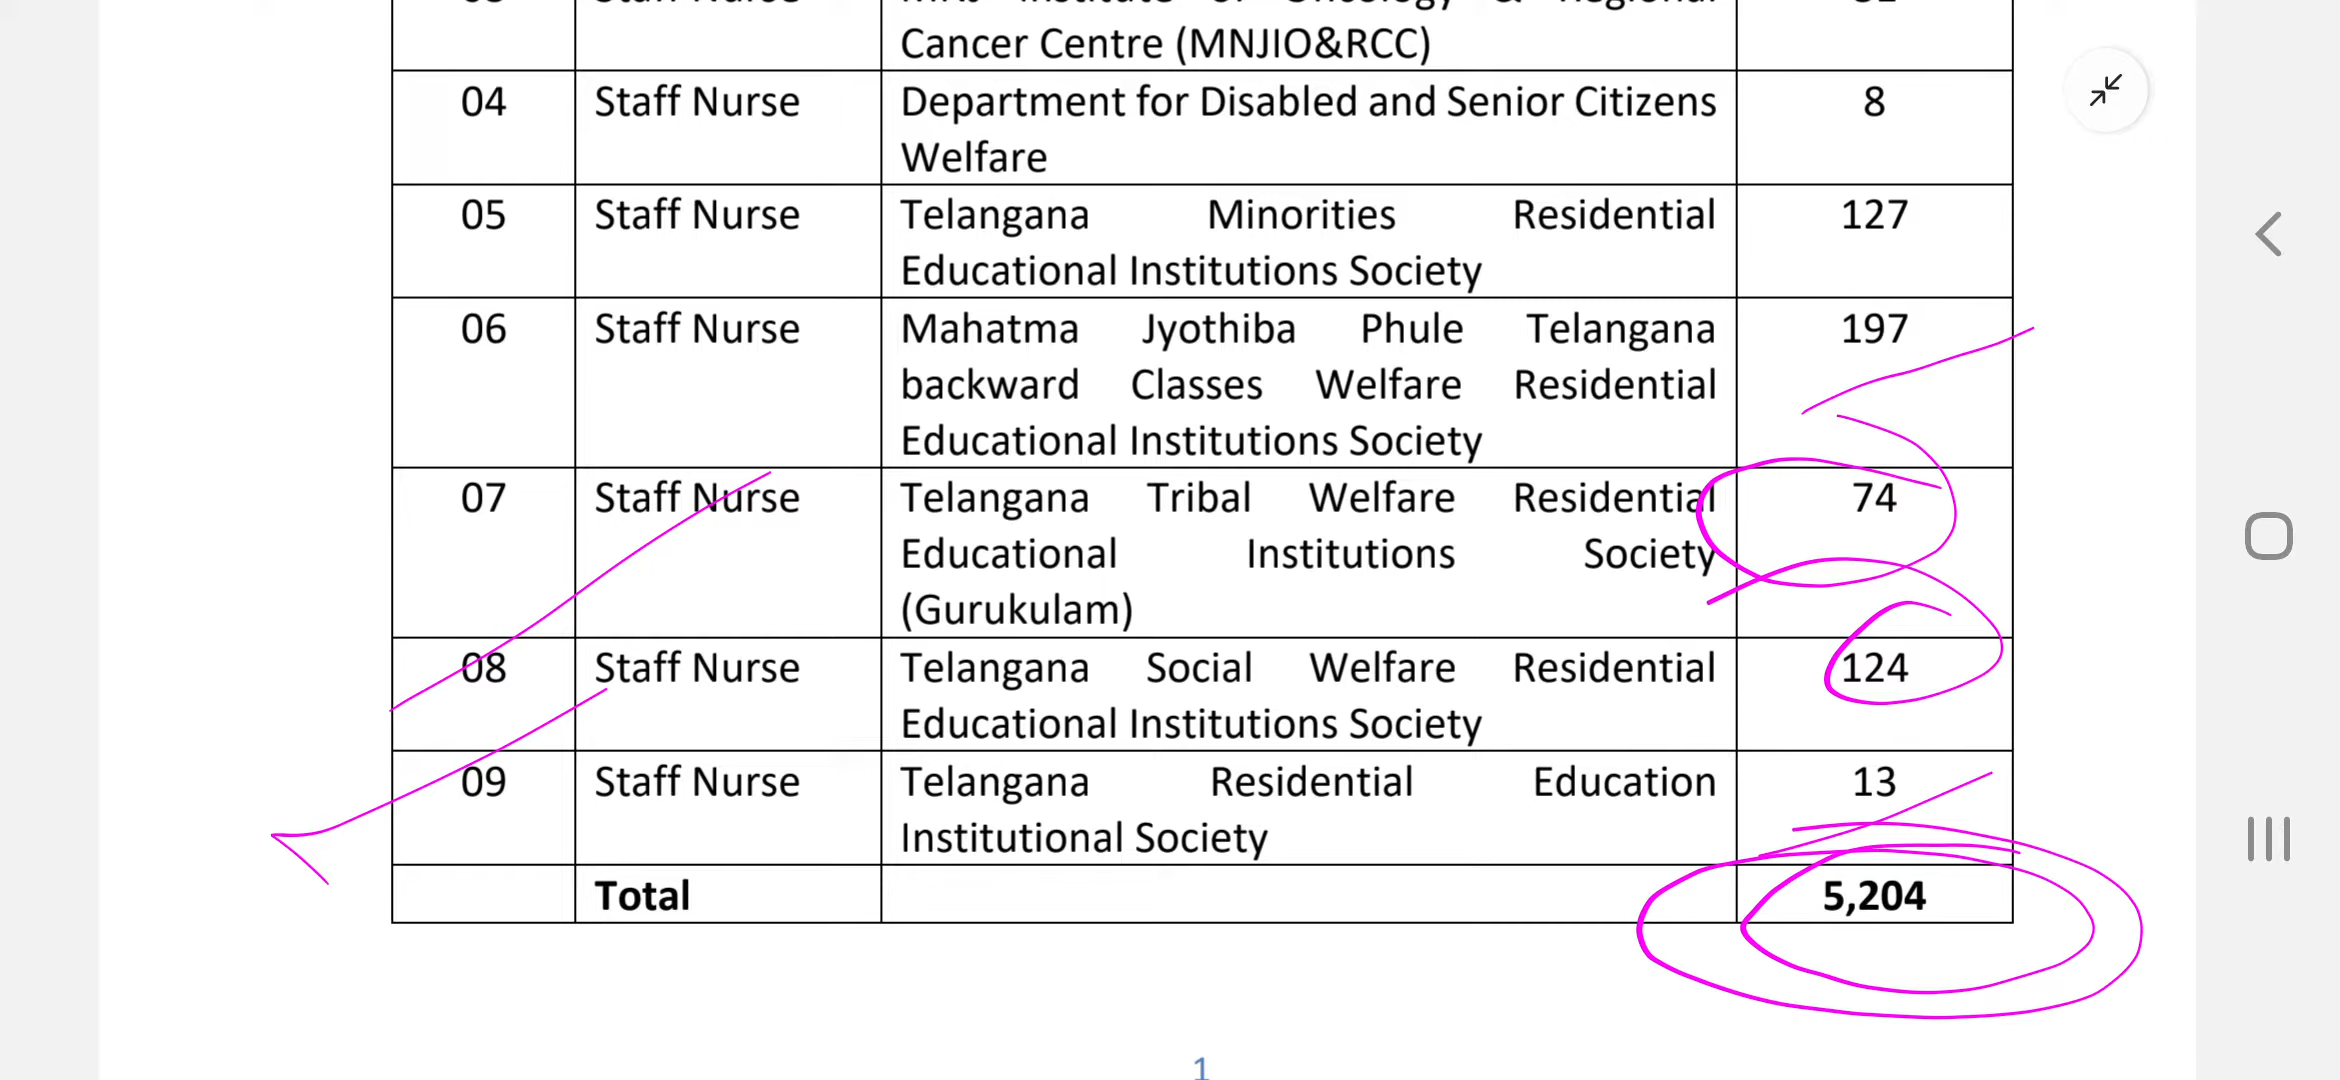 Cancer Centre (MNJIO&RCC)
04 Staff Nurse Department for Disabled and Senior Citizens 8
Welfare
05 Staff Nurse Telangana Minorities Residential 127
Educational Institutions Society
06 Staff Nurse Mahatma Jyothiba Phule Telangana 197
backward Classes Welfare Residential
Educational Institutions Society
07 Staff Nurse Telangana Tribal Welfare Residential 74
Educational Institutions Society
(Gurukulam)
08 Staff Nurse Telangana Social Welfare Residential 124
Educational Institutions Society
09 Staff Nurse Telangana Residential Education 13
Institutional Society
Total 5,204
1